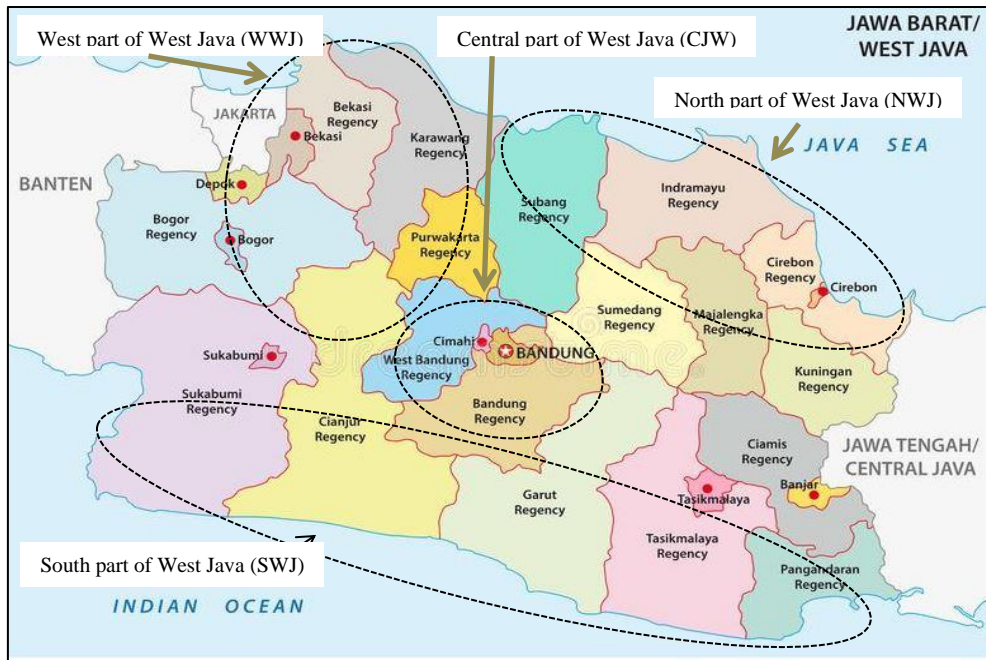 West part of West Java (WWJ)
Central part of West Java (CJW)
JAWA BARAT/
WEST JAVA
North part of West Java (NWJ)
JAKARTA
Bekasi
Regency
Bekasi
Karawang
Regency
JAVA SEA
BANTEN
Depok
Bogor
Regency
Bogor
Purwakarta
Regency
Subang
Regency
Indramayu
Regency
Cirebon
Regency
Cirebon
Sumedang
Regency
Majalengka
Regency
Kuningan
Regency
Sukabumi
Sukabumi
Regency
Cimahi
BANDUNG
West Bandung
Regency
Bandung
Regency
Cianjur
Regency
Garut
Regency
Tasikmalaya
Tasikmalaya
Regency
Ciamis
Regency
Banjar
JAWA TENGAH/
CENTRAL JAVA
Pangandaran
Regency
South part of West Java (SWJ)
INDIAN OCEAN